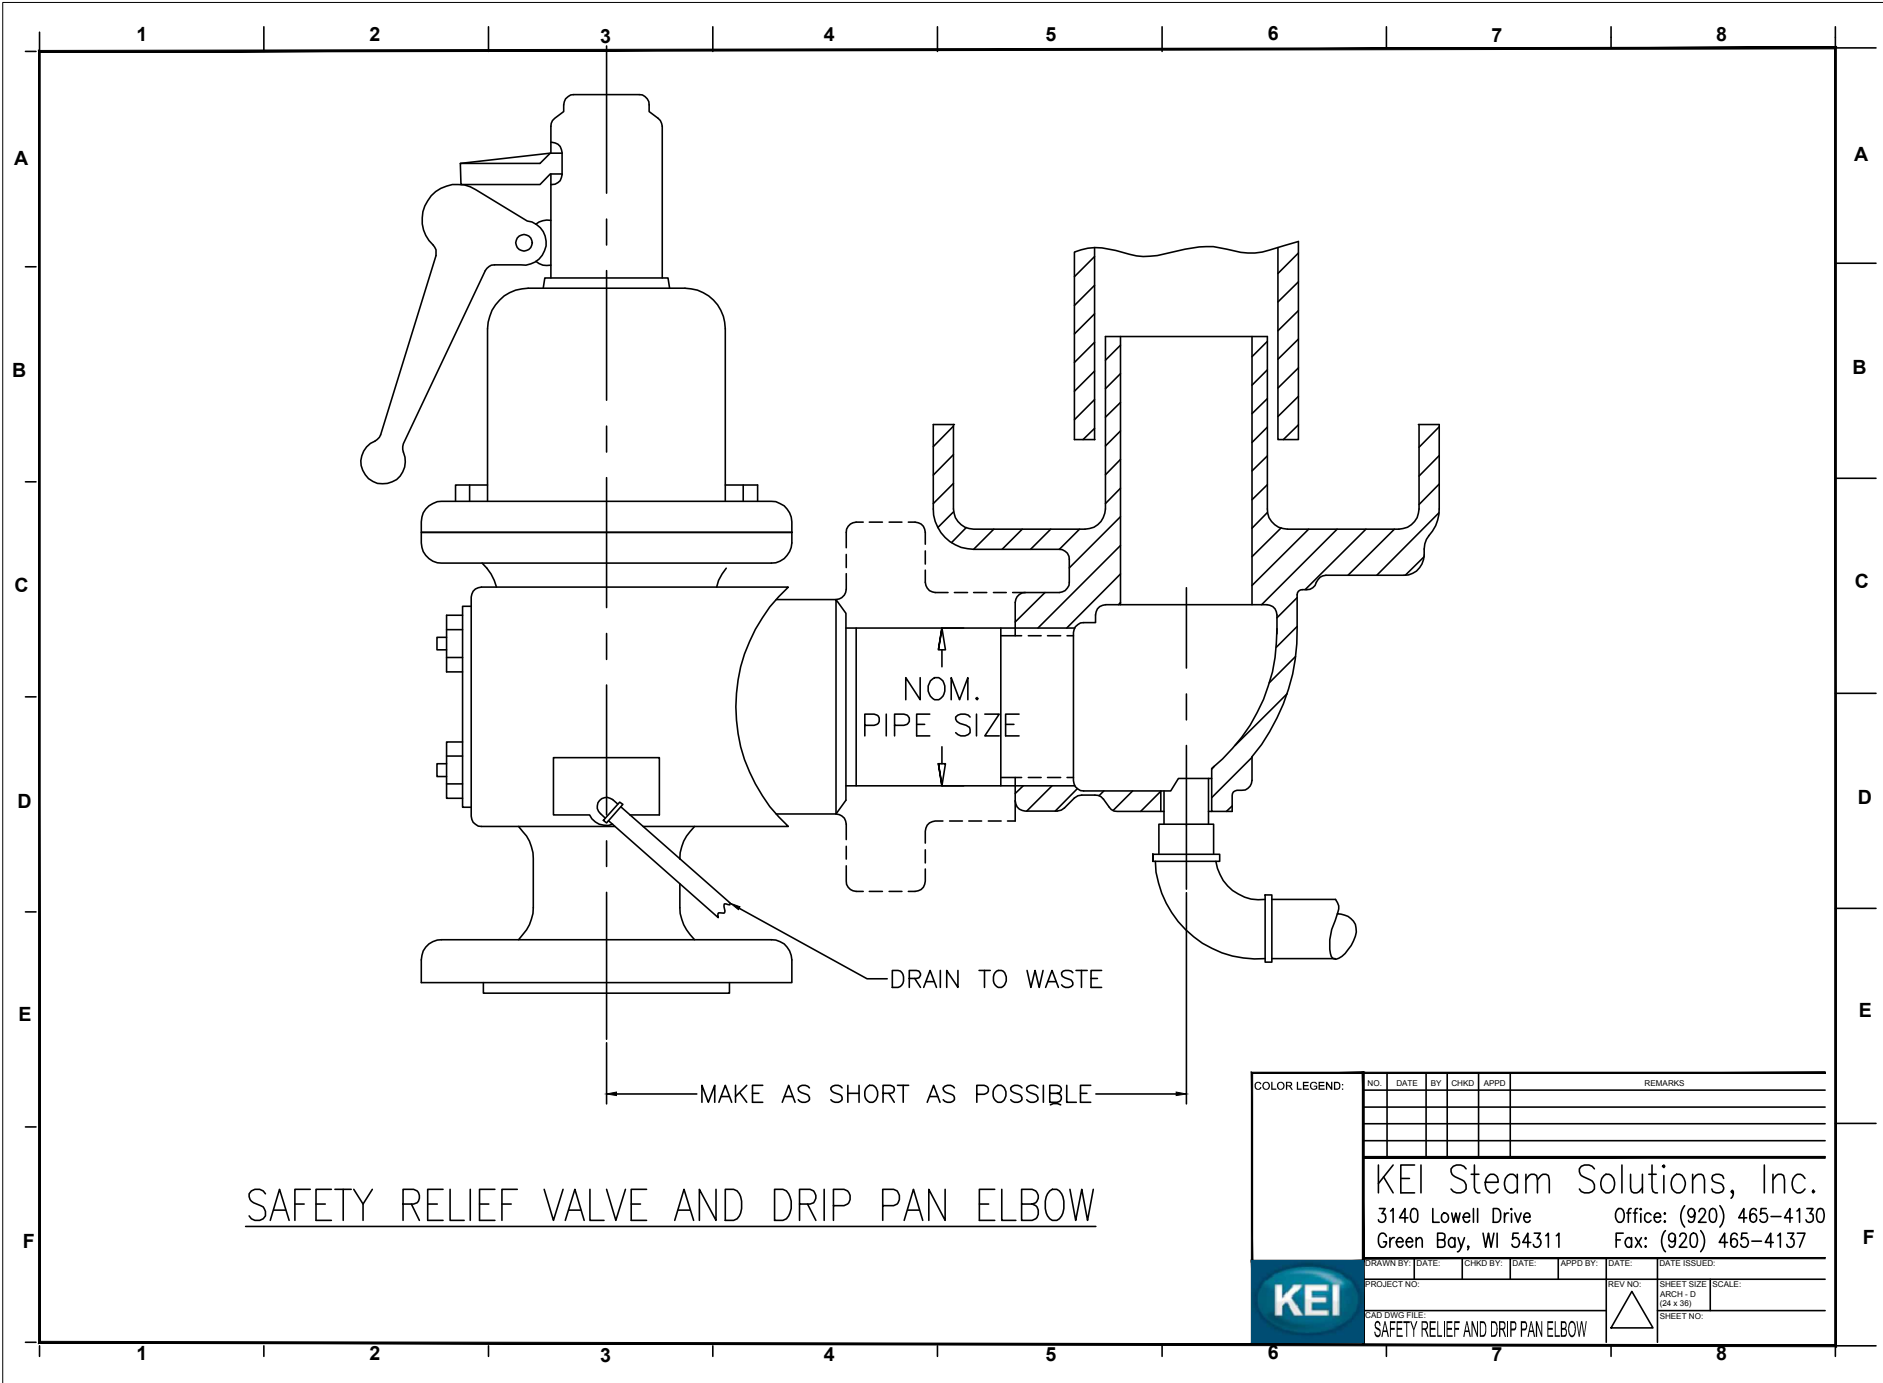 1 2 3 4 5 6 7 8
A A
B B
C C
D D
E E
F F
NOM.
PIPE SIZE
DRAIN TO WASTE
MAKE AS SHORT AS POSSIBLE
SAFETY RELIEF VALVE AND DRIP PAN ELBOW
COLOR LEGEND:
NO. DATE BY CHKD APPD REMARKS
KEI Steam Solutions, Inc.
3140 Lowell Drive Office: (920) 465-4130
Green Bay, WI 54311 Fax: (920) 465-4137
DRAWN BY: DATE: CHKD BY: DATE: APPD BY: DATE: DATE ISSUED:
PROJECT NO: REV NO: SHEET SIZE SCALE:
ARCH - D
(24 x 36)
CAD DWG FILE: SHEET NO:
SAFETY RELIEF AND DRIP PAN ELBOW
KEI
1 2 3 4 5 6 7 8